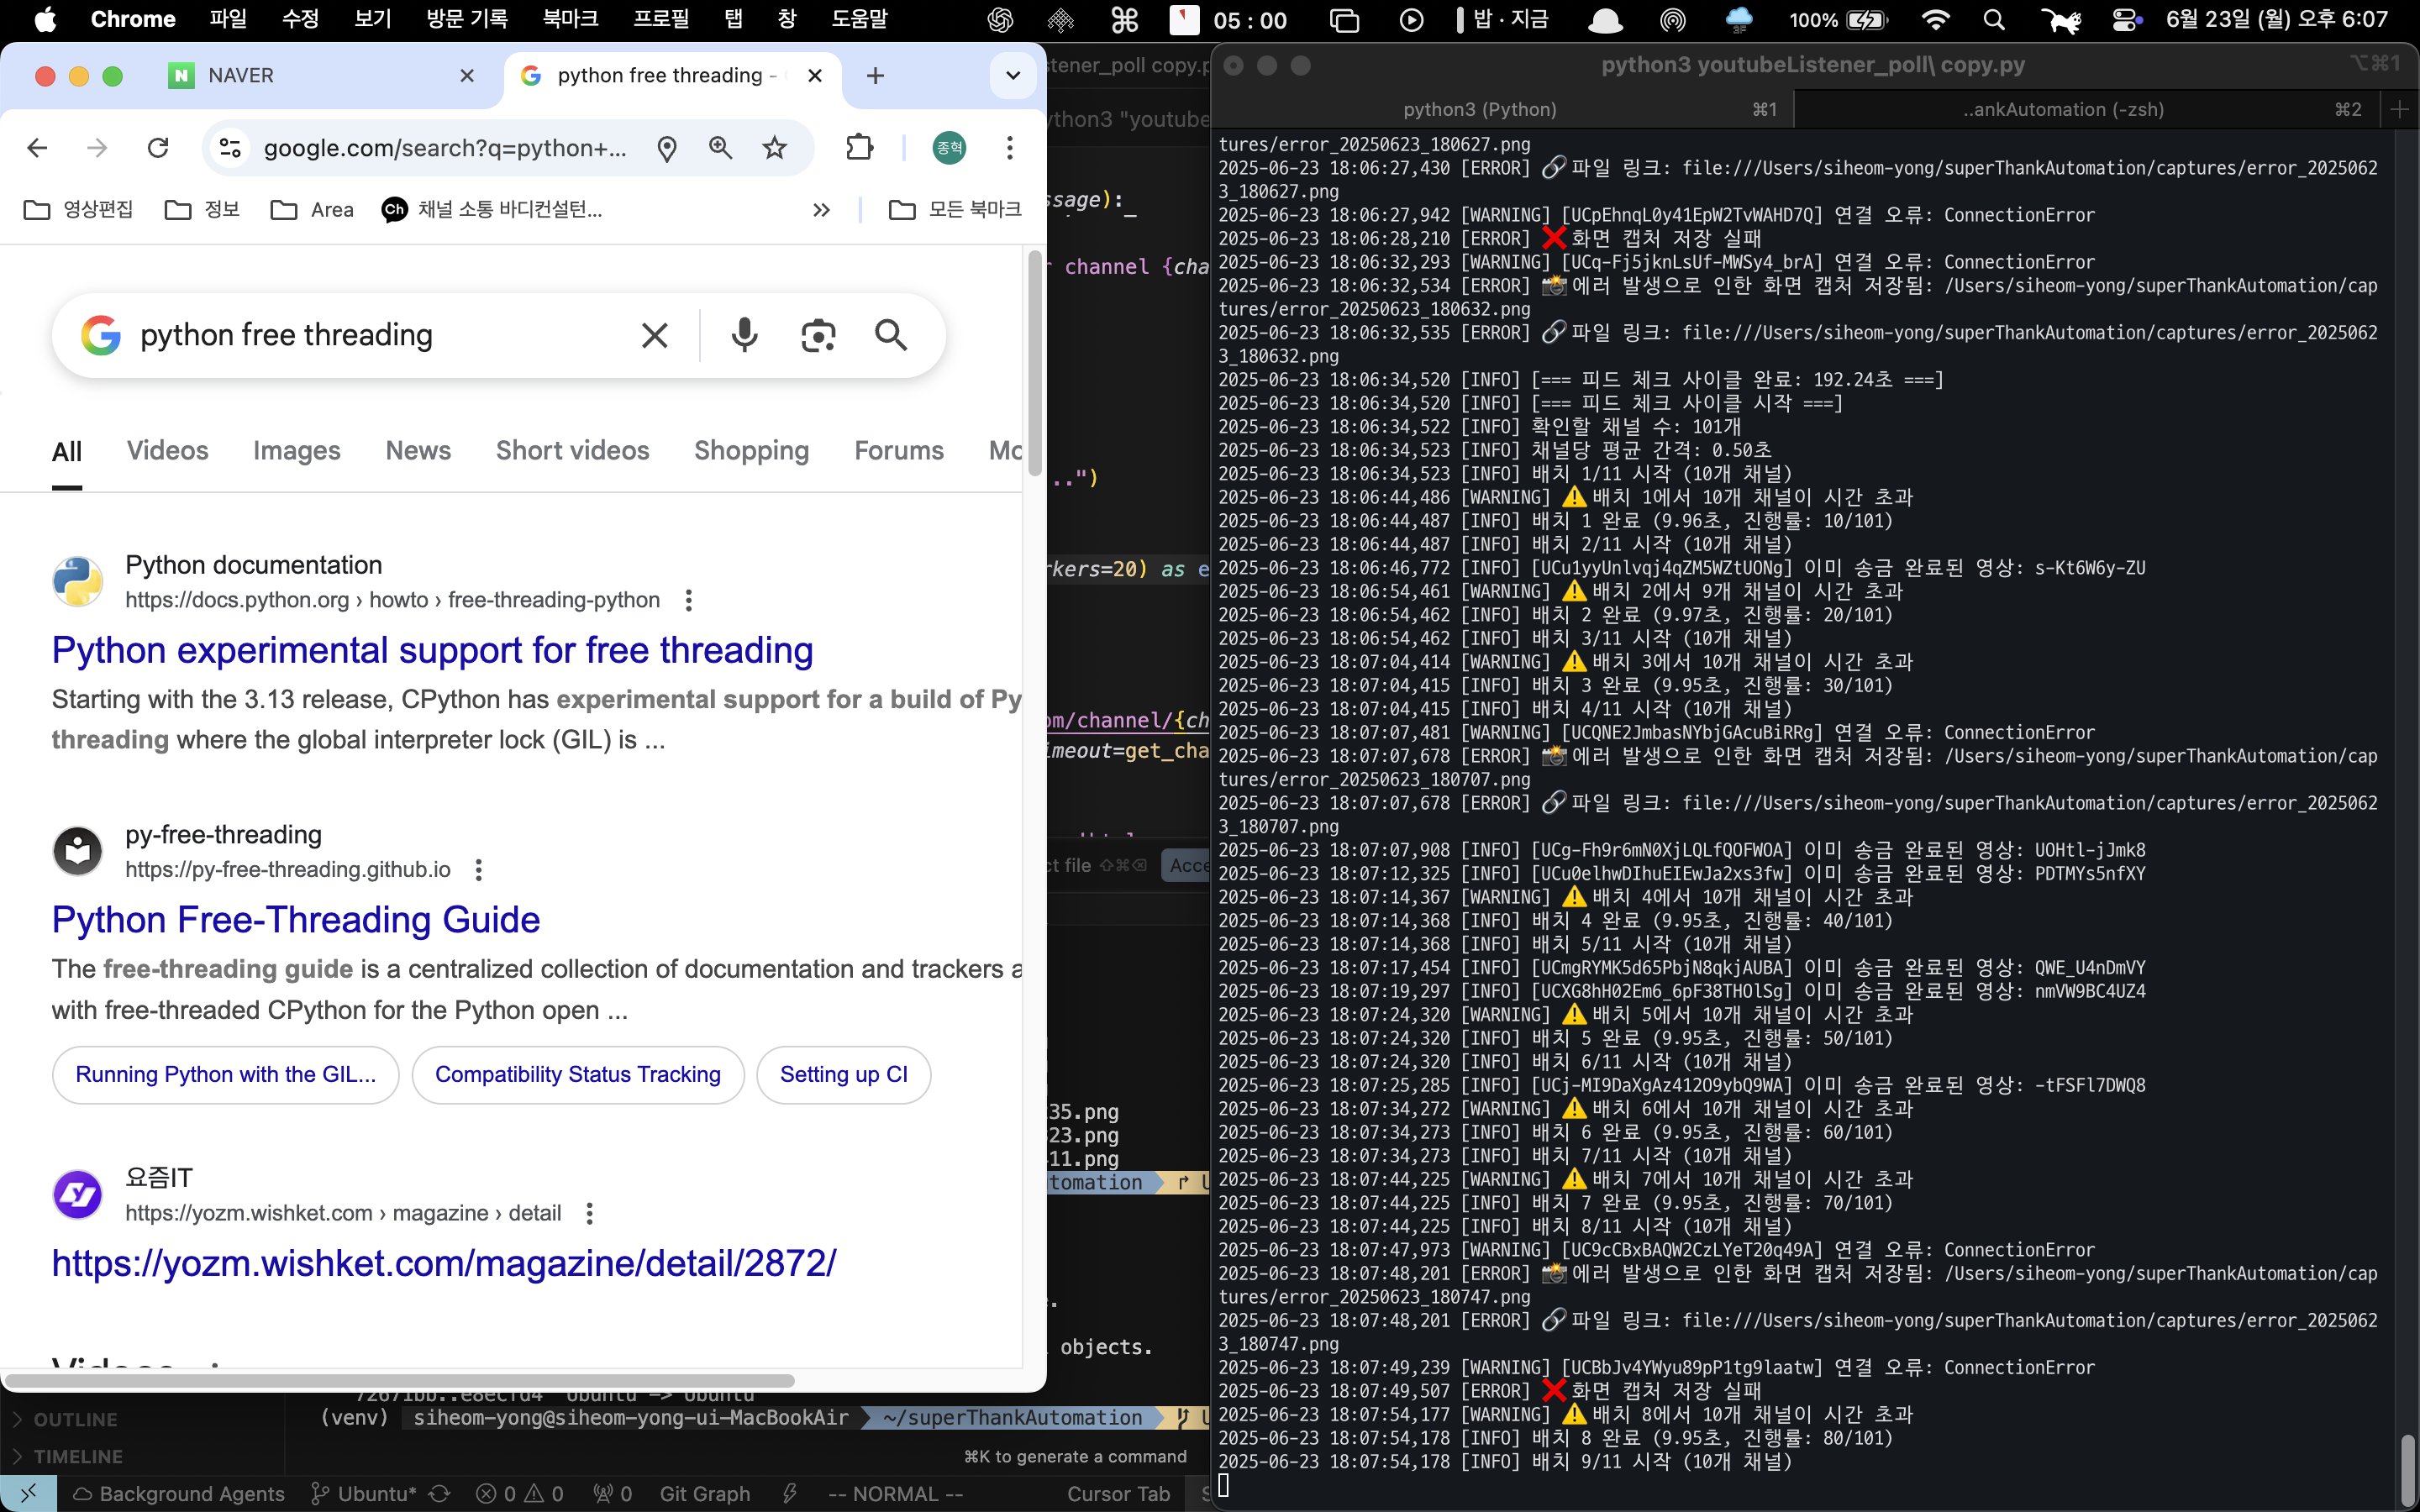 Chrome 파일 수정 보기 방문 기록 북마크 프로필 탭 창 도움말 05 : 00 밥 · 지금 100% 6월 23일 (월) 오후 6:07
NAVER
python free threading -
google.com/search?q=python+...
종혁
영상편집 정보 Area 채널 소통 바디컨설턴... 모든 북마크
python free threading
All Videos Images News Short videos Shopping Forums Mo
Python documentation
https://docs.python.org › howto › free-threading-python
Python experimental support for free threading
Starting with the 3.13 release, CPython has experimental support for a build of Py
threading where the global interpreter lock (GIL) is ...
py-free-threading
https://py-free-threading.github.io
Python Free-Threading Guide
The free-threading guide is a centralized collection of documentation and trackers a
with free-threaded CPython for the Python open ...
Running Python with the GIL... Compatibility Status Tracking Setting up CI
요즘IT
https://yozm.wishket.com › magazine › detail
https://yozm.wishket.com/magazine/detail/2872/
stener_poll copy.p
ython3 "youtube
ssage):
r channel {cha
..")
rkers=20) as e
om/channel/{ch
imeout=get_cha
ct file Acce
35.png
23.png
11.png
tomation
objects.
OUTLINE
TIMELINE
(venv) siheom-yong@siheom-yong-ui-MacBookAir ~/superThankAutomation
⌘K to generate a command
Background Agents Ubuntu* 0 0 0 Git Graph -- NORMAL -- Cursor Tab
python3 youtubeListener_poll\ copy.py ⌥⌘1
python3 (Python) ⌘1 ..ankAutomation (-zsh) ⌘2
tures/error_20250623_180627.png
2025-06-23 18:06:27,430 [ERROR] 🔗 파일 링크: file:///Users/siheom-yong/superThankAutomation/captures/error_2025062
3_180627.png
2025-06-23 18:06:27,942 [WARNING] [UCpEhnqL0y41EpW2TvWAHD7Q] 연결 오류: ConnectionError
2025-06-23 18:06:28,210 [ERROR] ❌ 화면 캡처 저장 실패
2025-06-23 18:06:32,293 [WARNING] [UCq-Fj5jknLsUf-MWSy4_brA] 연결 오류: ConnectionError
2025-06-23 18:06:32,534 [ERROR] 📸 에러 발생으로 인한 화면 캡처 저장됨: /Users/siheom-yong/superThankAutomation/cap
tures/error_20250623_180632.png
2025-06-23 18:06:32,535 [ERROR] 🔗 파일 링크: file:///Users/siheom-yong/superThankAutomation/captures/error_2025062
3_180632.png
2025-06-23 18:06:34,520 [INFO] [=== 피드 체크 사이클 완료: 192.24초 ===]
2025-06-23 18:06:34,520 [INFO] [=== 피드 체크 사이클 시작 ===]
2025-06-23 18:06:34,522 [INFO] 확인할 채널 수: 101개
2025-06-23 18:06:34,523 [INFO] 채널당 평균 간격: 0.50초
2025-06-23 18:06:34,523 [INFO] 배치 1/11 시작 (10개 채널)
2025-06-23 18:06:44,486 [WARNING] ⚠️ 배치 1에서 10개 채널이 시간 초과
2025-06-23 18:06:44,487 [INFO] 배치 1 완료 (9.96초, 진행률: 10/101)
2025-06-23 18:06:44,487 [INFO] 배치 2/11 시작 (10개 채널)
2025-06-23 18:06:46,772 [INFO] [UCu1yyUnlvqj4qZM5WZtUONg] 이미 송금 완료된 영상: s-Kt6W6y-ZU
2025-06-23 18:06:54,461 [WARNING] ⚠️ 배치 2에서 9개 채널이 시간 초과
2025-06-23 18:06:54,462 [INFO] 배치 2 완료 (9.97초, 진행률: 20/101)
2025-06-23 18:06:54,462 [INFO] 배치 3/11 시작 (10개 채널)
2025-06-23 18:07:04,414 [WARNING] ⚠️ 배치 3에서 10개 채널이 시간 초과
2025-06-23 18:07:04,415 [INFO] 배치 3 완료 (9.95초, 진행률: 30/101)
2025-06-23 18:07:04,415 [INFO] 배치 4/11 시작 (10개 채널)
2025-06-23 18:07:07,481 [WARNING] [UCQNE2JmbasNYbjGAcuBiRRg] 연결 오류: ConnectionError
2025-06-23 18:07:07,678 [ERROR] 📸 에러 발생으로 인한 화면 캡처 저장됨: /Users/siheom-yong/superThankAutomation/cap
tures/error_20250623_180707.png
2025-06-23 18:07:07,678 [ERROR] 🔗 파일 링크: file:///Users/siheom-yong/superThankAutomation/captures/error_2025062
3_180707.png
2025-06-23 18:07:07,908 [INFO] [UCg-Fh9r6mN0XjLQLfQOFWOA] 이미 송금 완료된 영상: UOHtl-jJmk8
2025-06-23 18:07:12,325 [INFO] [UCu0elhwDIhuEIEwJa2xs3fw] 이미 송금 완료된 영상: PDTMYs5nfXY
2025-06-23 18:07:14,367 [WARNING] ⚠️ 배치 4에서 10개 채널이 시간 초과
2025-06-23 18:07:14,368 [INFO] 배치 4 완료 (9.95초, 진행률: 40/101)
2025-06-23 18:07:14,368 [INFO] 배치 5/11 시작 (10개 채널)
2025-06-23 18:07:17,454 [INFO] [UCmgRYMK5d65PbjN8qkjAUBA] 이미 송금 완료된 영상: QWE_U4nDmVY
2025-06-23 18:07:19,297 [INFO] [UCXG8hH02Em6_6pF38THOlSg] 이미 송금 완료된 영상: nmVW9BC4UZ4
2025-06-23 18:07:24,320 [WARNING] ⚠️ 배치 5에서 10개 채널이 시간 초과
2025-06-23 18:07:24,320 [INFO] 배치 5 완료 (9.95초, 진행률: 50/101)
2025-06-23 18:07:24,320 [INFO] 배치 6/11 시작 (10개 채널)
2025-06-23 18:07:25,285 [INFO] [UCj-MI9DaXgAz412O9ybQ9WA] 이미 송금 완료된 영상: -tFSFl7DWQ8
2025-06-23 18:07:34,272 [WARNING] ⚠️ 배치 6에서 10개 채널이 시간 초과
2025-06-23 18:07:34,273 [INFO] 배치 6 완료 (9.95초, 진행률: 60/101)
2025-06-23 18:07:34,273 [INFO] 배치 7/11 시작 (10개 채널)
2025-06-23 18:07:44,225 [WARNING] ⚠️ 배치 7에서 10개 채널이 시간 초과
2025-06-23 18:07:44,225 [INFO] 배치 7 완료 (9.95초, 진행률: 70/101)
2025-06-23 18:07:44,225 [INFO] 배치 8/11 시작 (10개 채널)
2025-06-23 18:07:47,973 [WARNING] [UC9cCBxBAQW2CzLYeT20q49A] 연결 오류: ConnectionError
2025-06-23 18:07:48,201 [ERROR] 📸 에러 발생으로 인한 화면 캡처 저장됨: /Users/siheom-yong/superThankAutomation/cap
tures/error_20250623_180747.png
2025-06-23 18:07:48,201 [ERROR] 🔗 파일 링크: file:///Users/siheom-yong/superThankAutomation/captures/error_2025062
3_180747.png
2025-06-23 18:07:49,239 [WARNING] [UCBbJv4YWyu89pP1tg9laatw] 연결 오류: ConnectionError
2025-06-23 18:07:49,507 [ERROR] ❌ 화면 캡처 저장 실패
2025-06-23 18:07:54,177 [WARNING] ⚠️ 배치 8에서 10개 채널이 시간 초과
2025-06-23 18:07:54,178 [INFO] 배치 8 완료 (9.95초, 진행률: 80/101)
2025-06-23 18:07:54,178 [INFO] 배치 9/11 시작 (10개 채널)